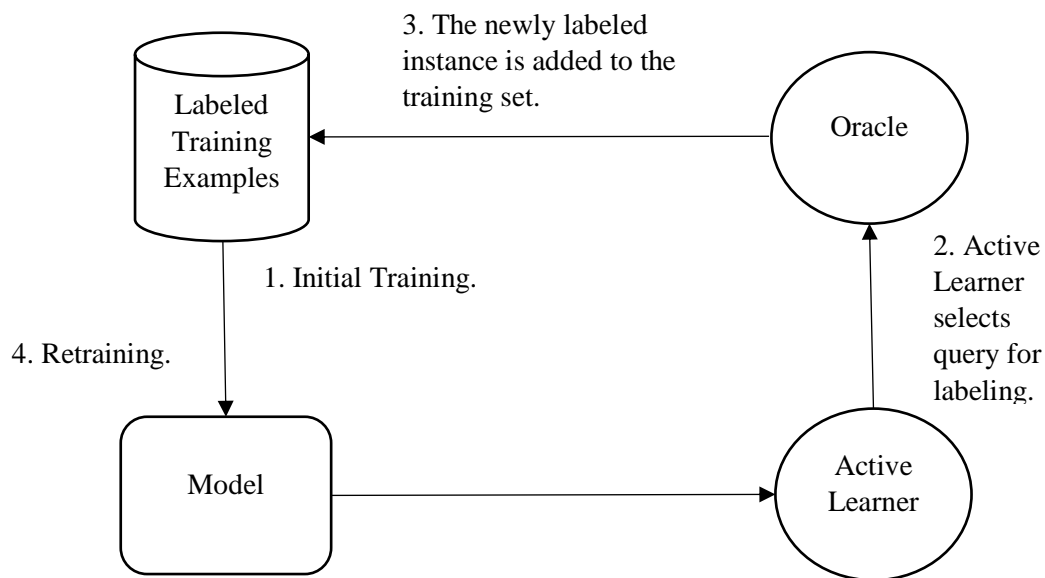 3. The newly labeled
instance is added to the
training set.
Labeled
Training
Examples
Oracle
1. Initial Training.
2. Active
Learner
selects
query for
labeling.
4. Retraining.
Model
Active
Learner